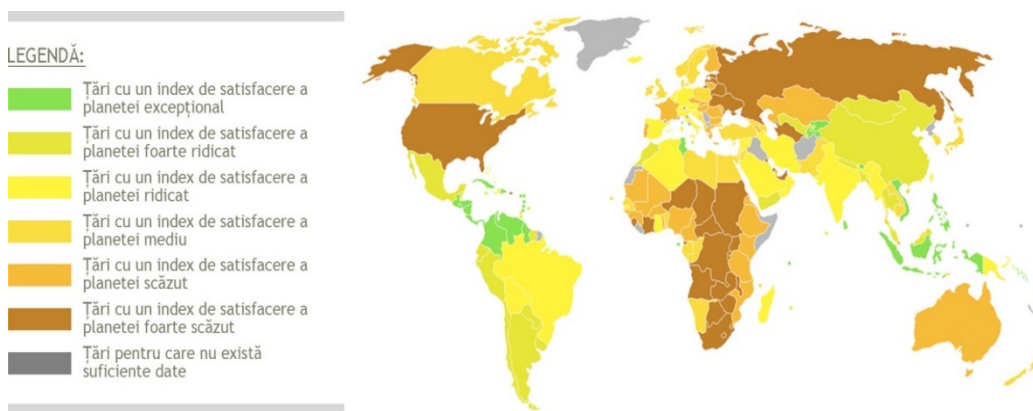 LEGENDĂ:
Țări cu un index de satisfacere a
planetei excepțional
Țări cu un index de satisfacere a
planetei foarte ridicat
Țări cu un index de satisfacere a
planetei ridicat
Țări cu un index de satisfacere a
planetei mediu
Țări cu un index de satisfacere a
planetei scăzut
Țări cu un index de satisfacere a
planetei foarte scăzut
Țări pentru care nu există
suficiente date